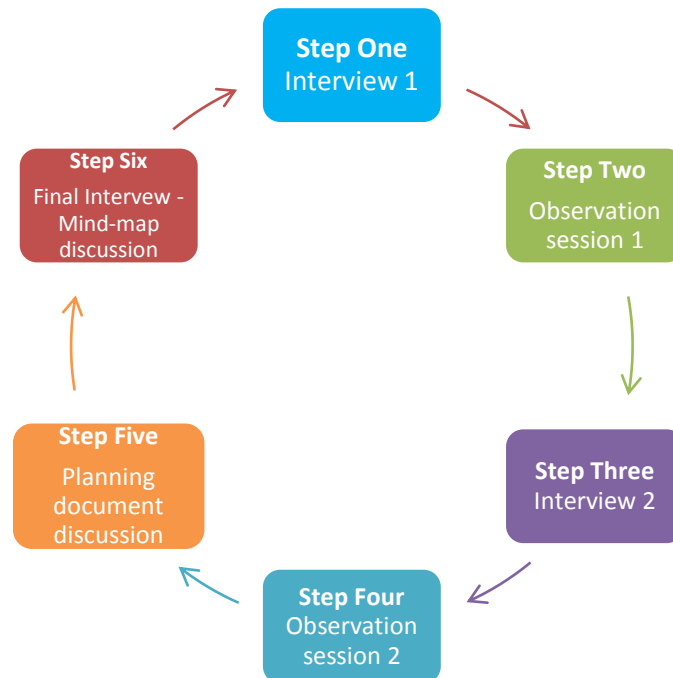 Step One
Interview 1
Step Two
Observation
session 1
Step Three
Interview 2
Step Four
Observation
session 2
Step Five
Planning
document
discussion
Step Six
Final Intervew -
Mind-map
discussion